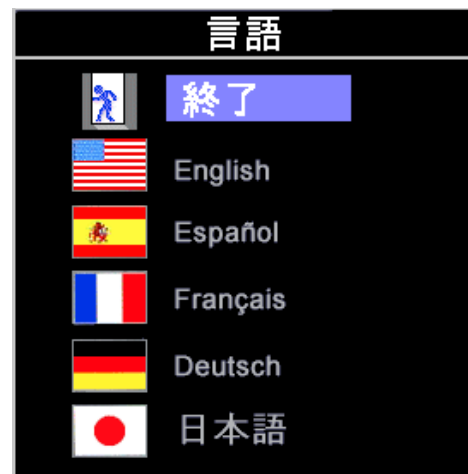 言語
終了
English
Español
Français
Deutsch
日本語